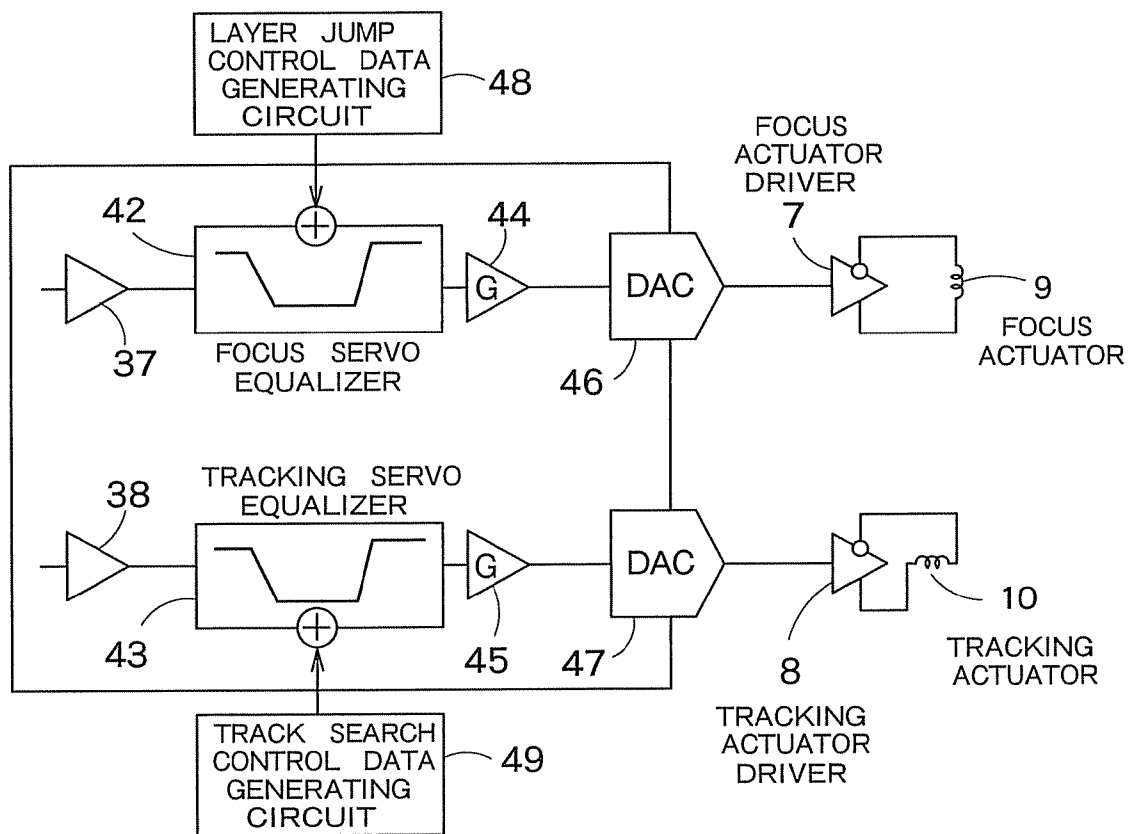 LAYER JUMP
CONTROL DATA
GENERATING
CIRCUIT
48
FOCUS
ACTUATOR
DRIVER
7
42
44
G
DAC
9
FOCUS
ACTUATOR
37
FOCUS SERVO
EQUALIZER
46
TRACKING SERVO
EQUALIZER
38
G
DAC
10
TRACKING
ACTUATOR
43
45
47
8
TRACKING
ACTUATOR
DRIVER
TRACK SEARCH
CONTROL DATA
GENERATING
CIRCUIT
49